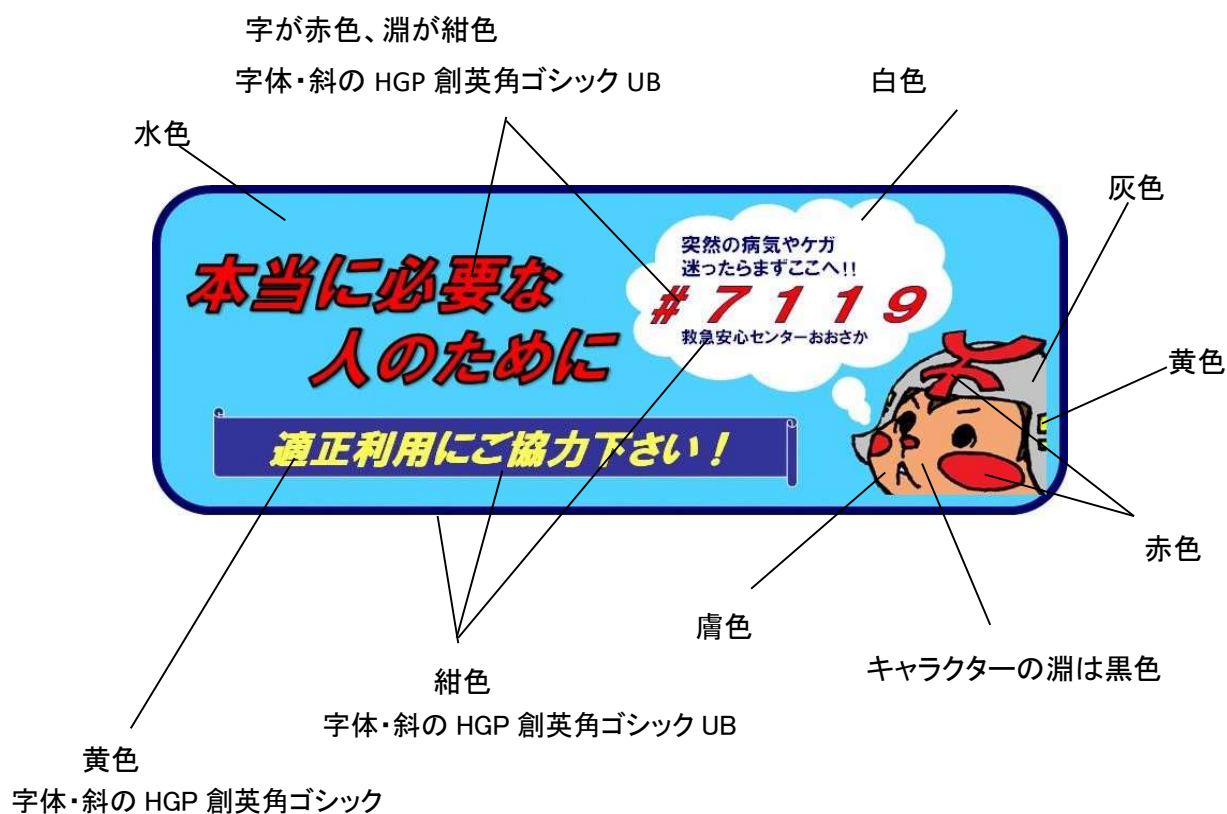 字が赤色、淵が紺色
字体・斜の HGP 創英角ゴシック UB
白色
水色
灰色
突然の病気やケガ
迷ったらまずここへ!!
#7119
救急安心センターおおさか
本当に必要な
人のために
黄色
適正利用にご協力下さい!
赤色
膚色
キャラクターの淵は黒色
紺色
字体・斜の HGP 創英角ゴシック UB
黄色
字体・斜の HGP 創英角ゴシック